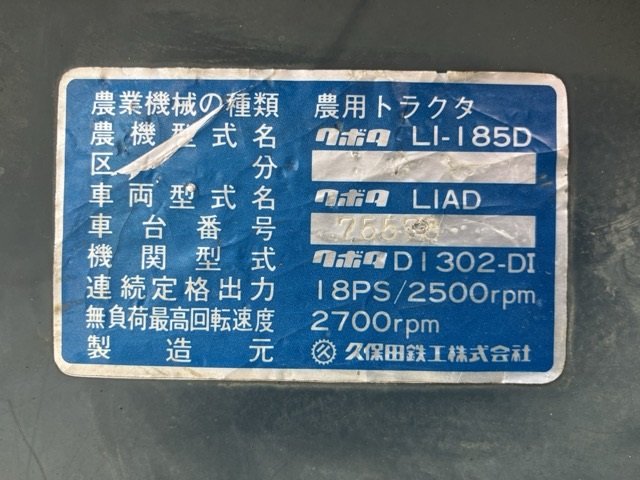 農業機械の種類 農用トラクタ
農機型式名 クボタ L1-185D
区分
車両型式名 クボタ L1AD
車台番号
機関型式 クボタ D1302-DI
連続定格出力 18PS/2500rpm
無負荷最高回転速度 2700rpm
製造元 久保田鉄工株式会社